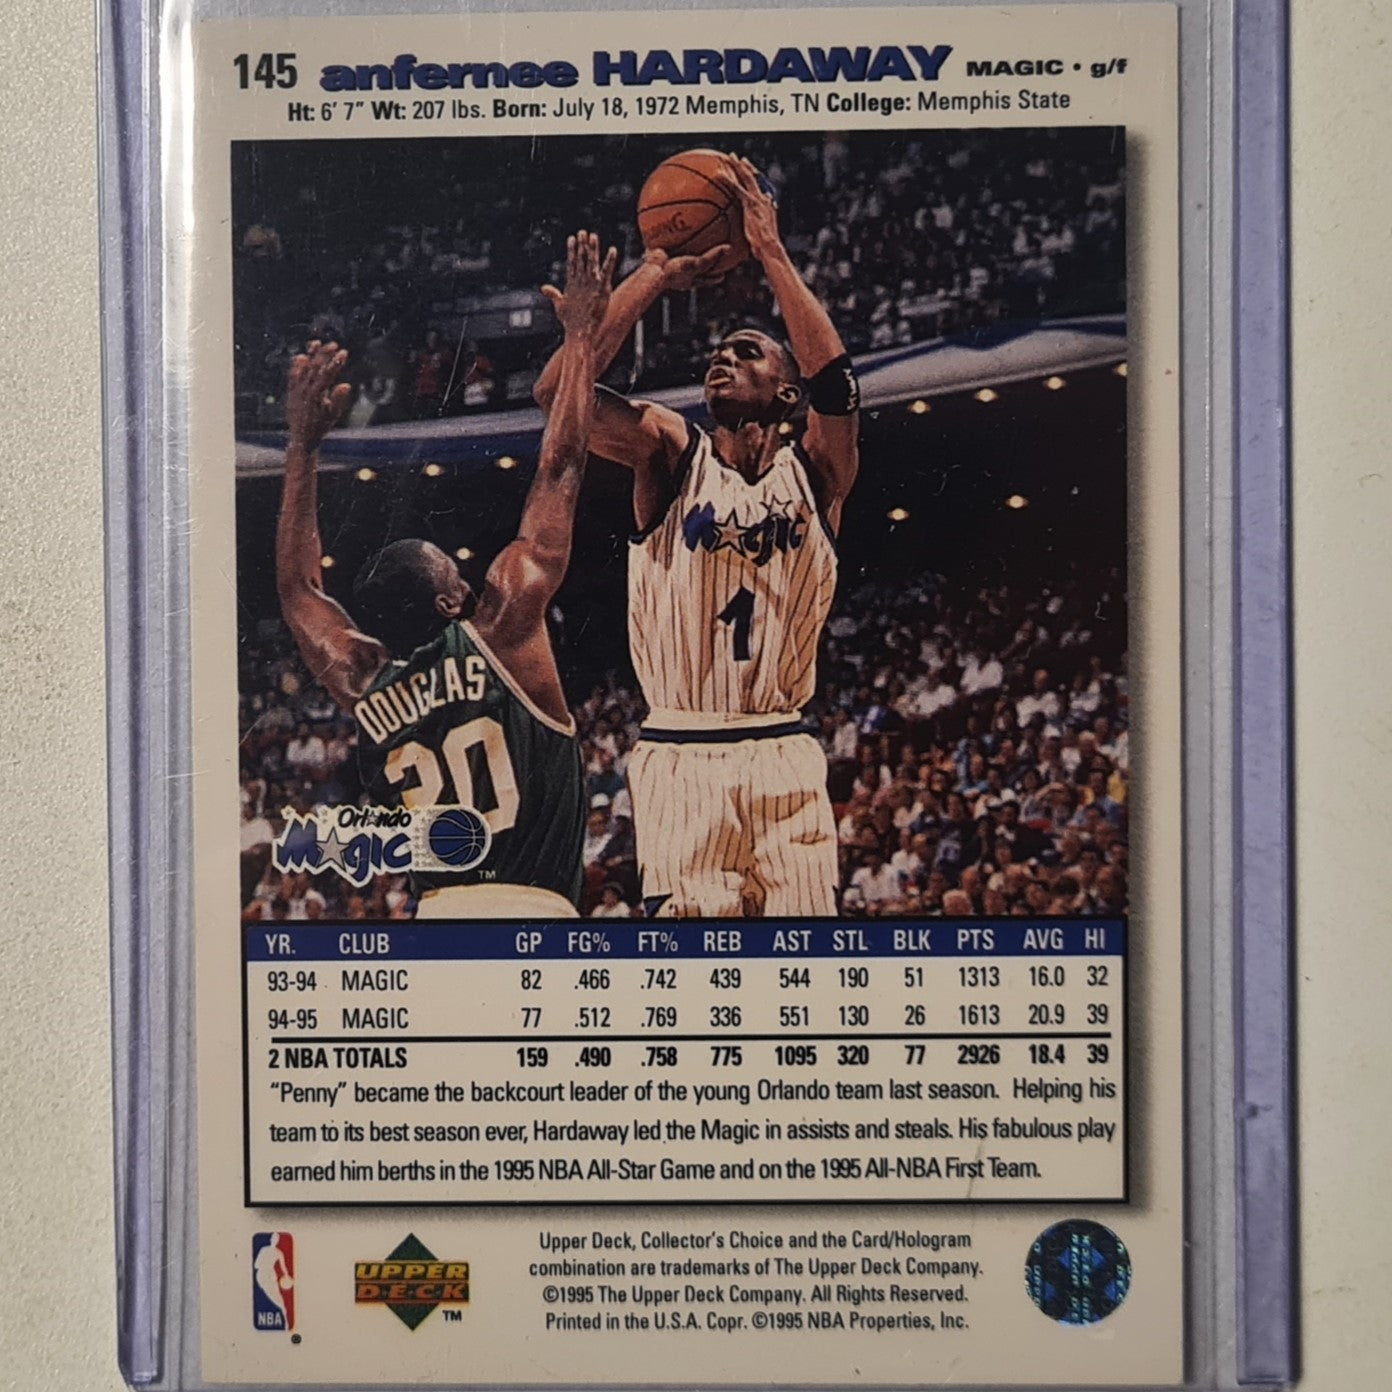 145 anfernee HARDAWAY MAGIC • g/f
Ht: 6' 7" Wt: 207 lbs. Born: July 18, 1972 Memphis, TN College: Memphis State
Magic
1
DOUGLAS
20
Orlando
Magic
TM
YR. CLUB GP FG% FT% REB AST STL BLK PTS AVG HI
93-94 MAGIC 82 .466 .742 439 544 190 51 1313 16.0 32
94-95 MAGIC 77 .512 .769 336 551 130 26 1613 20.9 39
2 NBA TOTALS 159 .490 .758 775 1095 320 77 2926 18.4 39
"Penny" became the backcourt leader of the young Orlando team last season. Helping his
team to its best season ever, Hardaway led the Magic in assists and steals. His fabulous play
earned him berths in the 1995 NBA All-Star Game and on the 1995 All-NBA First Team.
NBA
®
UPPER
DECK
TM
Upper Deck, Collector's Choice and the Card/Hologram
combination are trademarks of The Upper Deck Company.
©1995 The Upper Deck Company. All Rights Reserved.
Printed in the U.S.A. Copr. ©1995 NBA Properties, Inc.